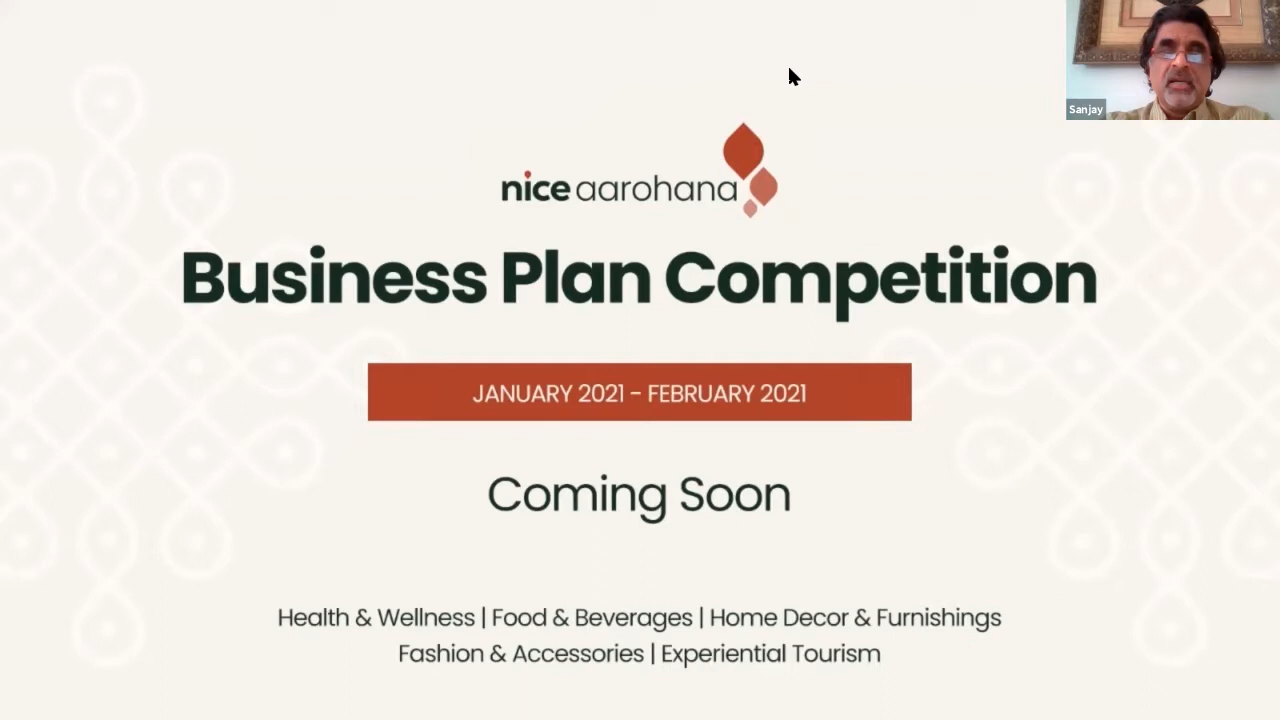 Sanjay
nice aarohana
Business Plan Competition
JANUARY 2021 - FEBRUARY 2021
Coming Soon
Health & Wellness | Food & Beverages | Home Decor & Furnishings
Fashion & Accessories | Experiential Tourism